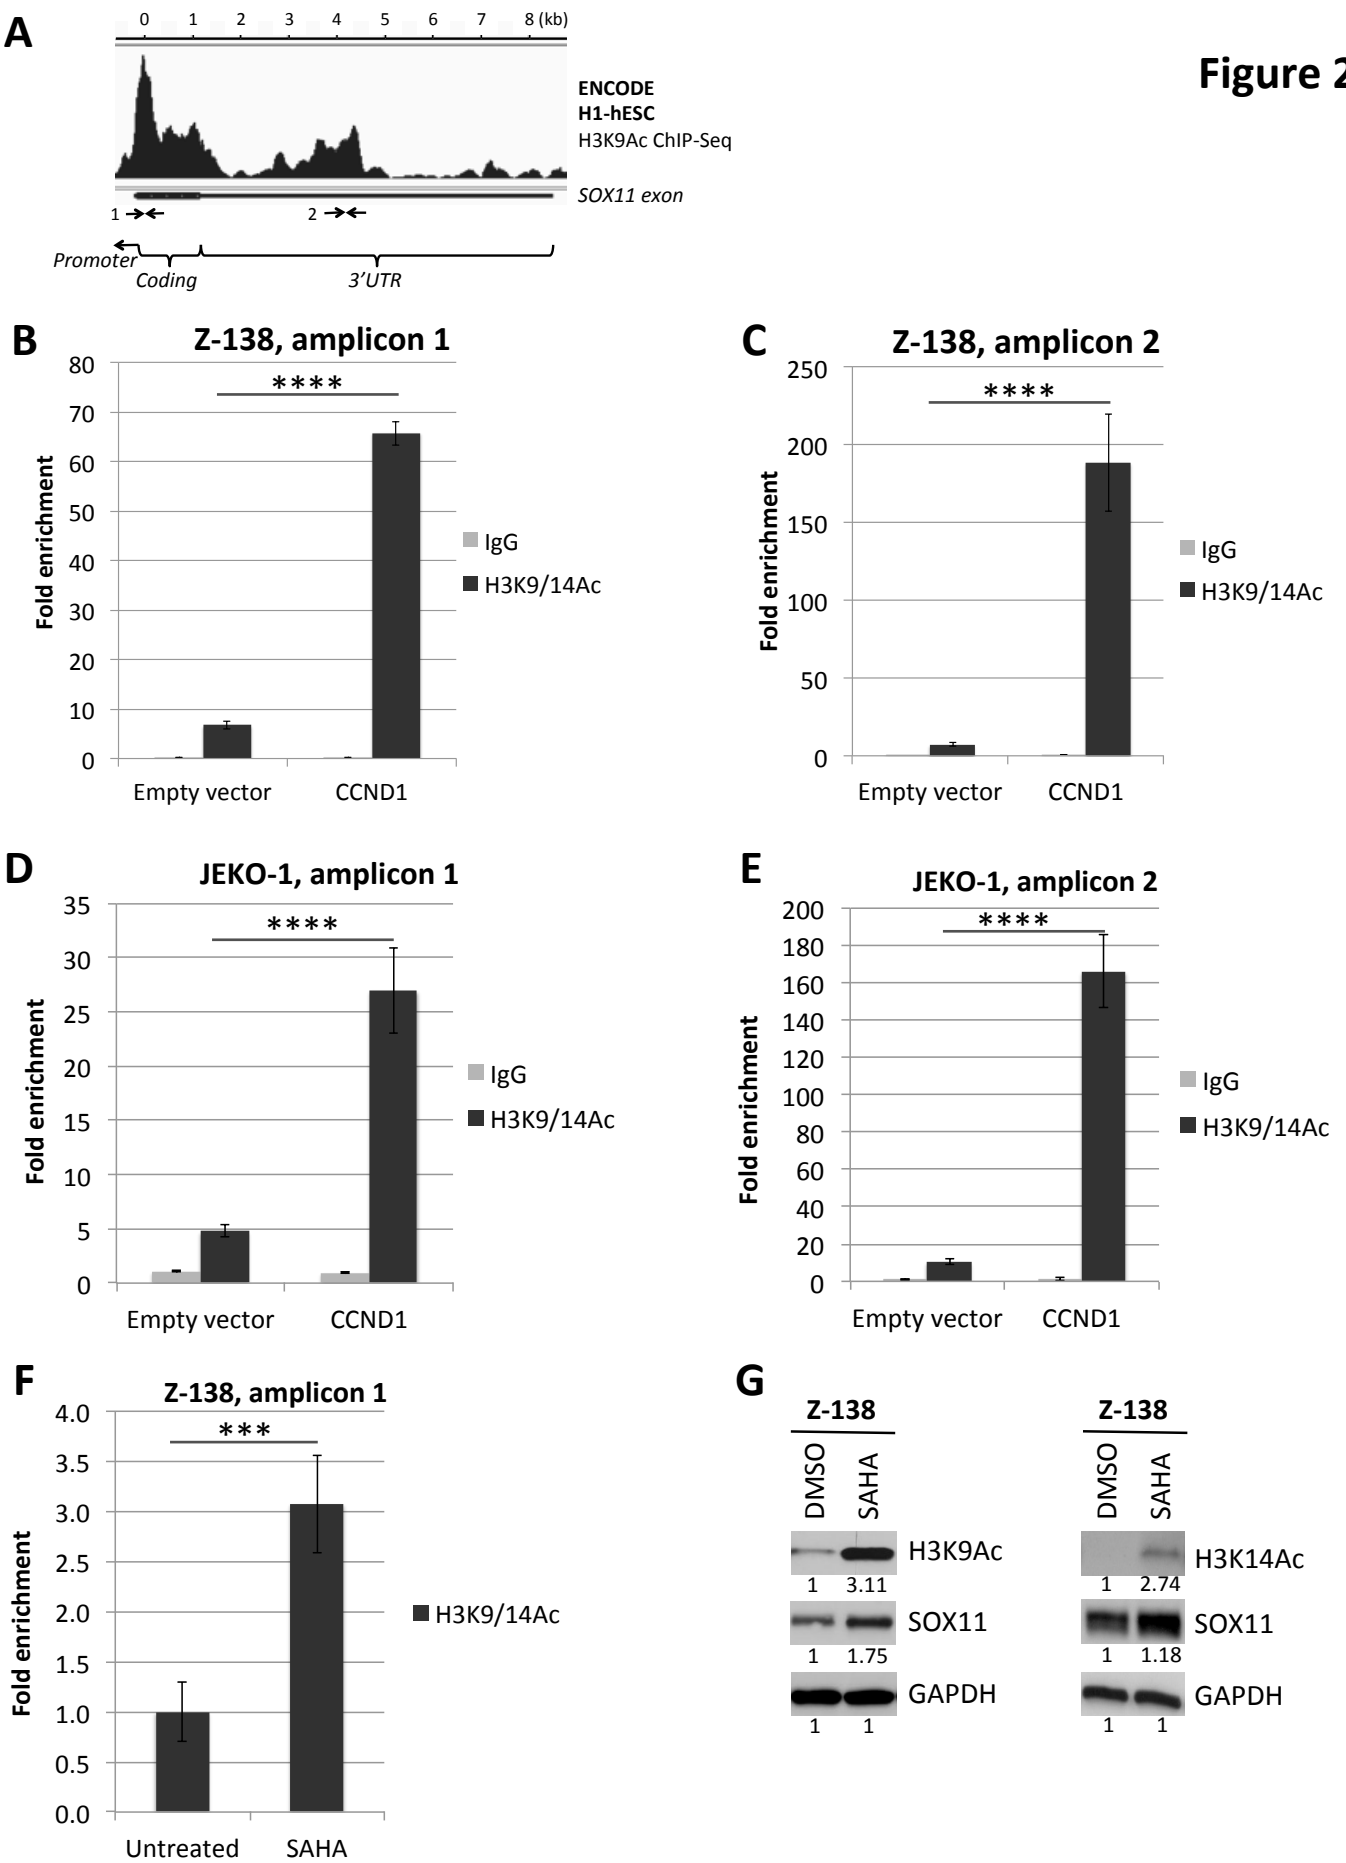 Figure 2
A
0 1 2 3 4 5 6 7 8 (kb)
ENCODE
H1-hESC
H3K9Ac ChIP-Seq
SOX11 exon
1 2
Promoter
Coding 3’UTR
B
Z-138, amplicon 1
****
80
70
60
50
40
30
20
10
0
Fold enrichment
Empty vector CCND1
IgG
H3K9/14Ac
C
Z-138, amplicon 2
****
250
200
150
100
50
0
Fold enrichment
Empty vector CCND1
IgG
H3K9/14Ac
D
JEKO-1, amplicon 1
****
35
30
25
20
15
10
5
0
Fold enrichment
Empty vector CCND1
IgG
H3K9/14Ac
E
JEKO-1, amplicon 2
****
200
180
160
140
120
100
80
60
40
20
0
Fold enrichment
Empty vector CCND1
IgG
H3K9/14Ac
F
Z-138, amplicon 1
***
4.0
3.5
3.0
2.5
2.0
1.5
1.0
0.5
0.0
Fold enrichment
Untreated SAHA
H3K9/14Ac
G
Z-138
DMSO SAHA
H3K9Ac
1 3.11
SOX11
1 1.75
GAPDH
1 1
Z-138
DMSO SAHA
H3K14Ac
1 2.74
SOX11
1 1.18
GAPDH
1 1